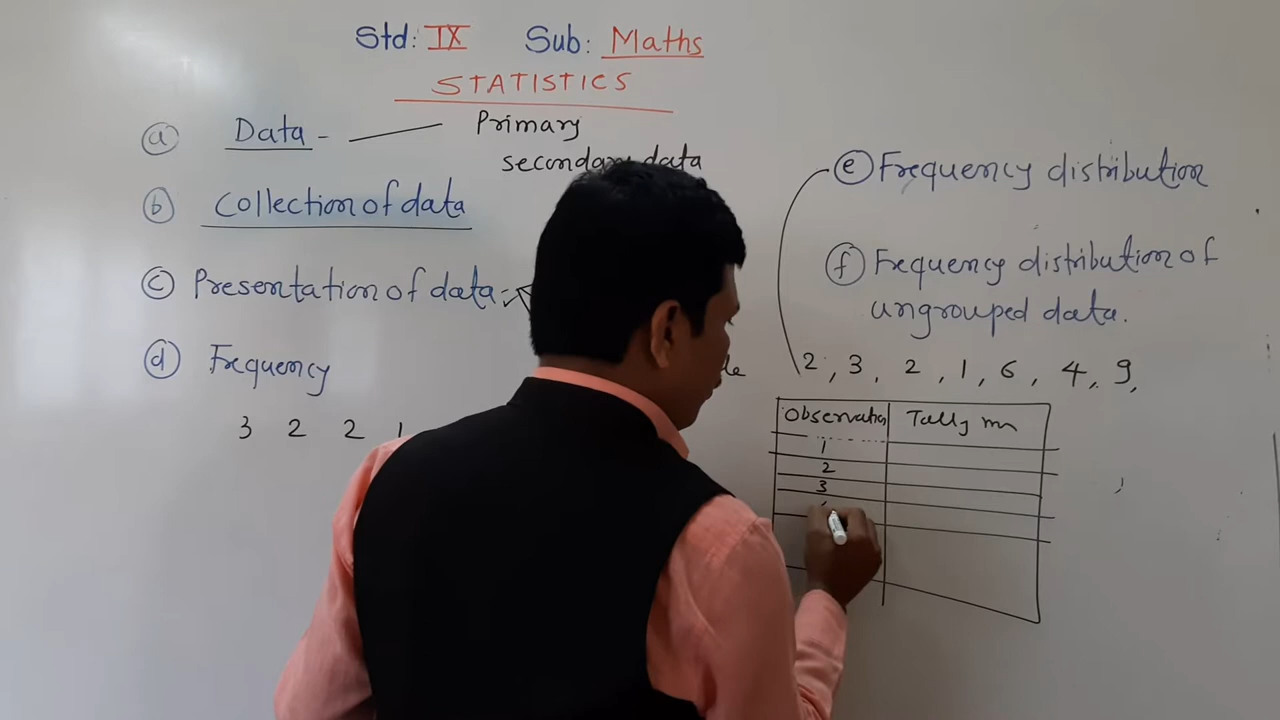 Std: IX Sub: Maths
STATISTICS
(a) Data - Primary
secondary data
(b) Collection of data
(c) Presentation of data:-
(d) Frequency
3 2 2 1
(e) Frequency distribution
(f) Frequency distribution of
ungrouped data.
2, 3, 2, 1, 6, 4, 9,
Observation Tally
1
2
3